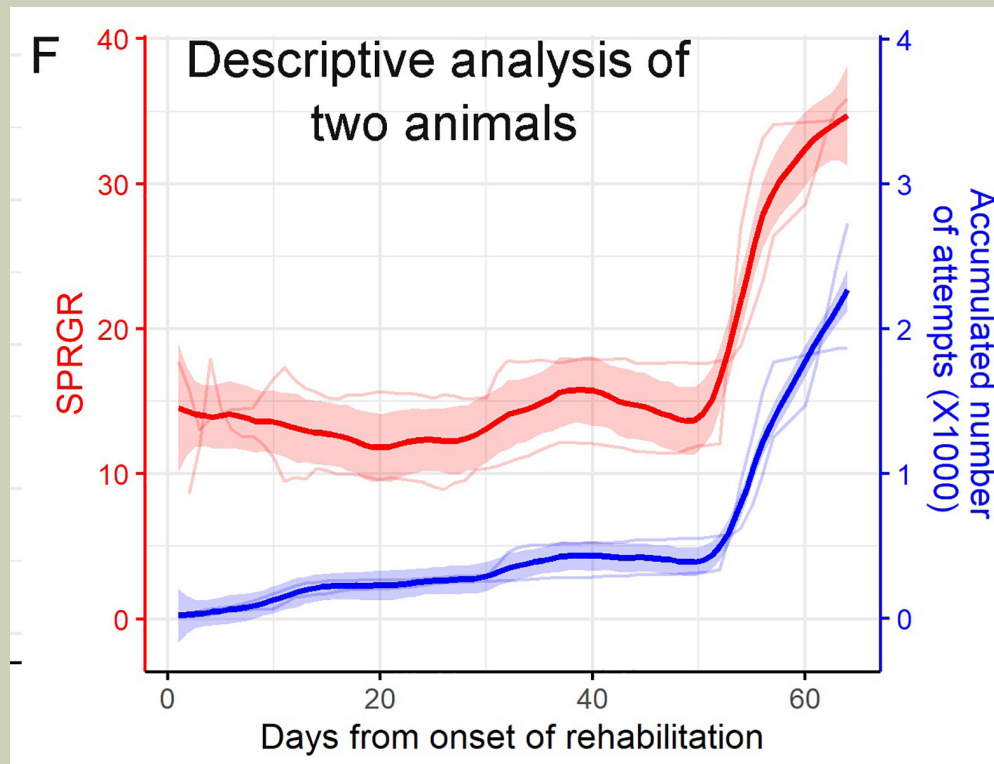 F
Descriptive analysis of
two animals
40
30
20
10
0
SPRGR
4
3
2
1
0
Accumulated number
of attempts (X1000)
0 20 40 60
Days from onset of rehabilitation